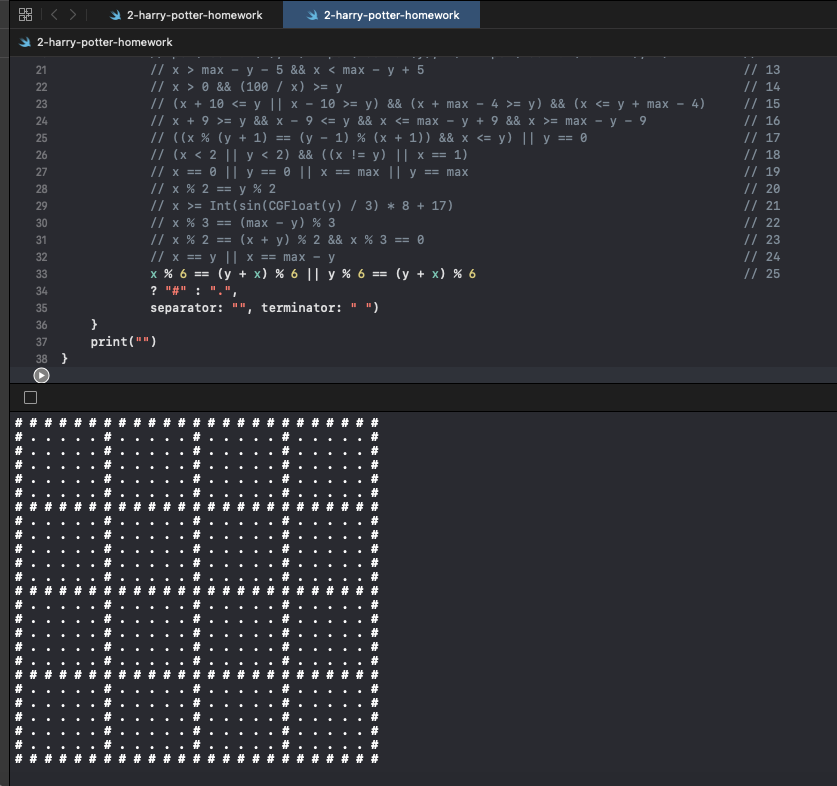 2-harry-potter-homework
2-harry-potter-homework
2-harry-potter-homework
21 // x > max – y – 5 && x < max – y + 5 // 13
22 // x > 0 && (100 / x) >= y // 14
23 // (x + 10 <= y || x – 10 >= y) && (x + max – 4 >= y) && (x <= y + max – 4) // 15
24 // x + 9 >= y && x – 9 <= y && x <= max – y + 9 && x >= max – y – 9 // 16
25 // ((x % (y + 1) == (y – 1) % (x + 1)) && x <= y) || y == 0 // 17
26 // (x < 2 || y < 2) && ((x != y) || x == 1) // 18
27 // x == 0 || y == 0 || x == max || y == max // 19
28 // x % 2 == y % 2 // 20
29 // x >= Int(sin(CGFloat(y) / 3) * 8 + 17) // 21
30 // x % 3 == (max – y) % 3 // 22
31 // x % 2 == (x + y) % 2 && x % 3 == 0 // 23
32 // x == y || x == max – y // 24
33 x % 6 == (y + x) % 6 || y % 6 == (y + x) % 6 // 25
34 ? "#" : ".",
35 separator: "", terminator: " ")
36 }
37 print("")
38 }
# # # # # # # # # # # # # # # # # # # # # # # # #
# . . . . . # . . . . . # . . . . . # . . . . . #
# . . . . . # . . . . . # . . . . . # . . . . . #
# . . . . . # . . . . . # . . . . . # . . . . . #
# . . . . . # . . . . . # . . . . . # . . . . . #
# . . . . . # . . . . . # . . . . . # . . . . . #
# # # # # # # # # # # # # # # # # # # # # # # # #
# . . . . . # . . . . . # . . . . . # . . . . . #
# . . . . . # . . . . . # . . . . . # . . . . . #
# . . . . . # . . . . . # . . . . . # . . . . . #
# . . . . . # . . . . . # . . . . . # . . . . . #
# . . . . . # . . . . . # . . . . . # . . . . . #
# # # # # # # # # # # # # # # # # # # # # # # # #
# . . . . . # . . . . . # . . . . . # . . . . . #
# . . . . . # . . . . . # . . . . . # . . . . . #
# . . . . . # . . . . . # . . . . . # . . . . . #
# . . . . . # . . . . . # . . . . . # . . . . . #
# . . . . . # . . . . . # . . . . . # . . . . . #
# # # # # # # # # # # # # # # # # # # # # # # # #
# . . . . . # . . . . . # . . . . . # . . . . . #
# . . . . . # . . . . . # . . . . . # . . . . . #
# . . . . . # . . . . . # . . . . . # . . . . . #
# . . . . . # . . . . . # . . . . . # . . . . . #
# . . . . . # . . . . . # . . . . . # . . . . . #
# # # # # # # # # # # # # # # # # # # # # # # # #